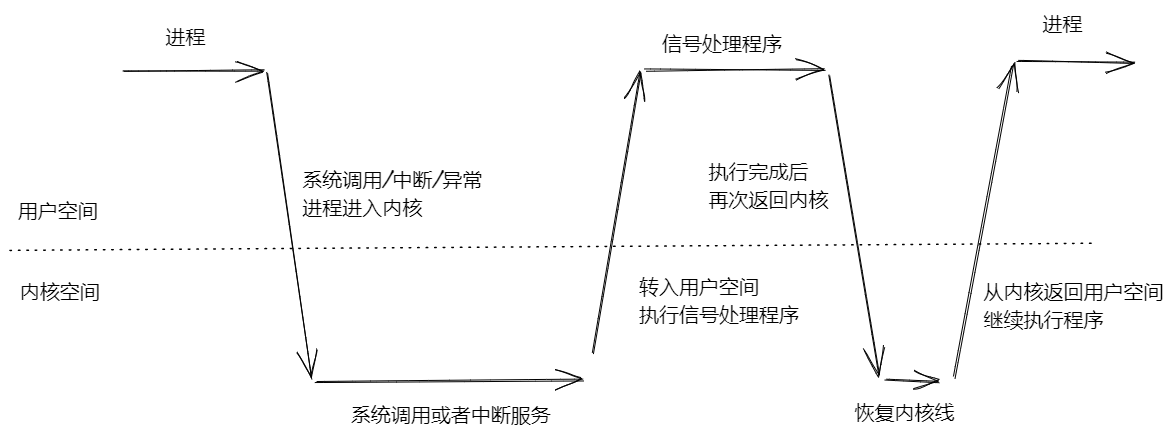 进程
信号处理程序
进程
系统调用/中断/异常
进程进入内核
执行完成后
再次返回内核
用户空间
内核空间
转入用户空间
执行信号处理程序
从内核返回用户空间
继续执行程序
系统调用或者中断服务
恢复内核线